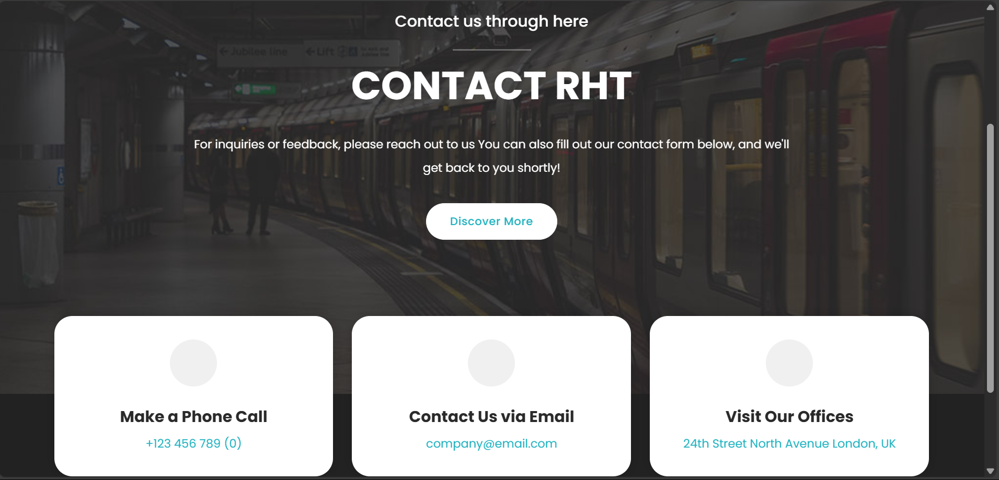 Contact us through here
← Jubilee line
← Lift
CONTACT RHT
For inquiries or feedback, please reach out to us You can also fill out our contact form below, and we'll
get back to you shortly!
Discover More
Make a Phone Call
+123 456 789 (0)
Contact Us via Email
company@email.com
Visit Our Offices
24th Street North Avenue London, UK